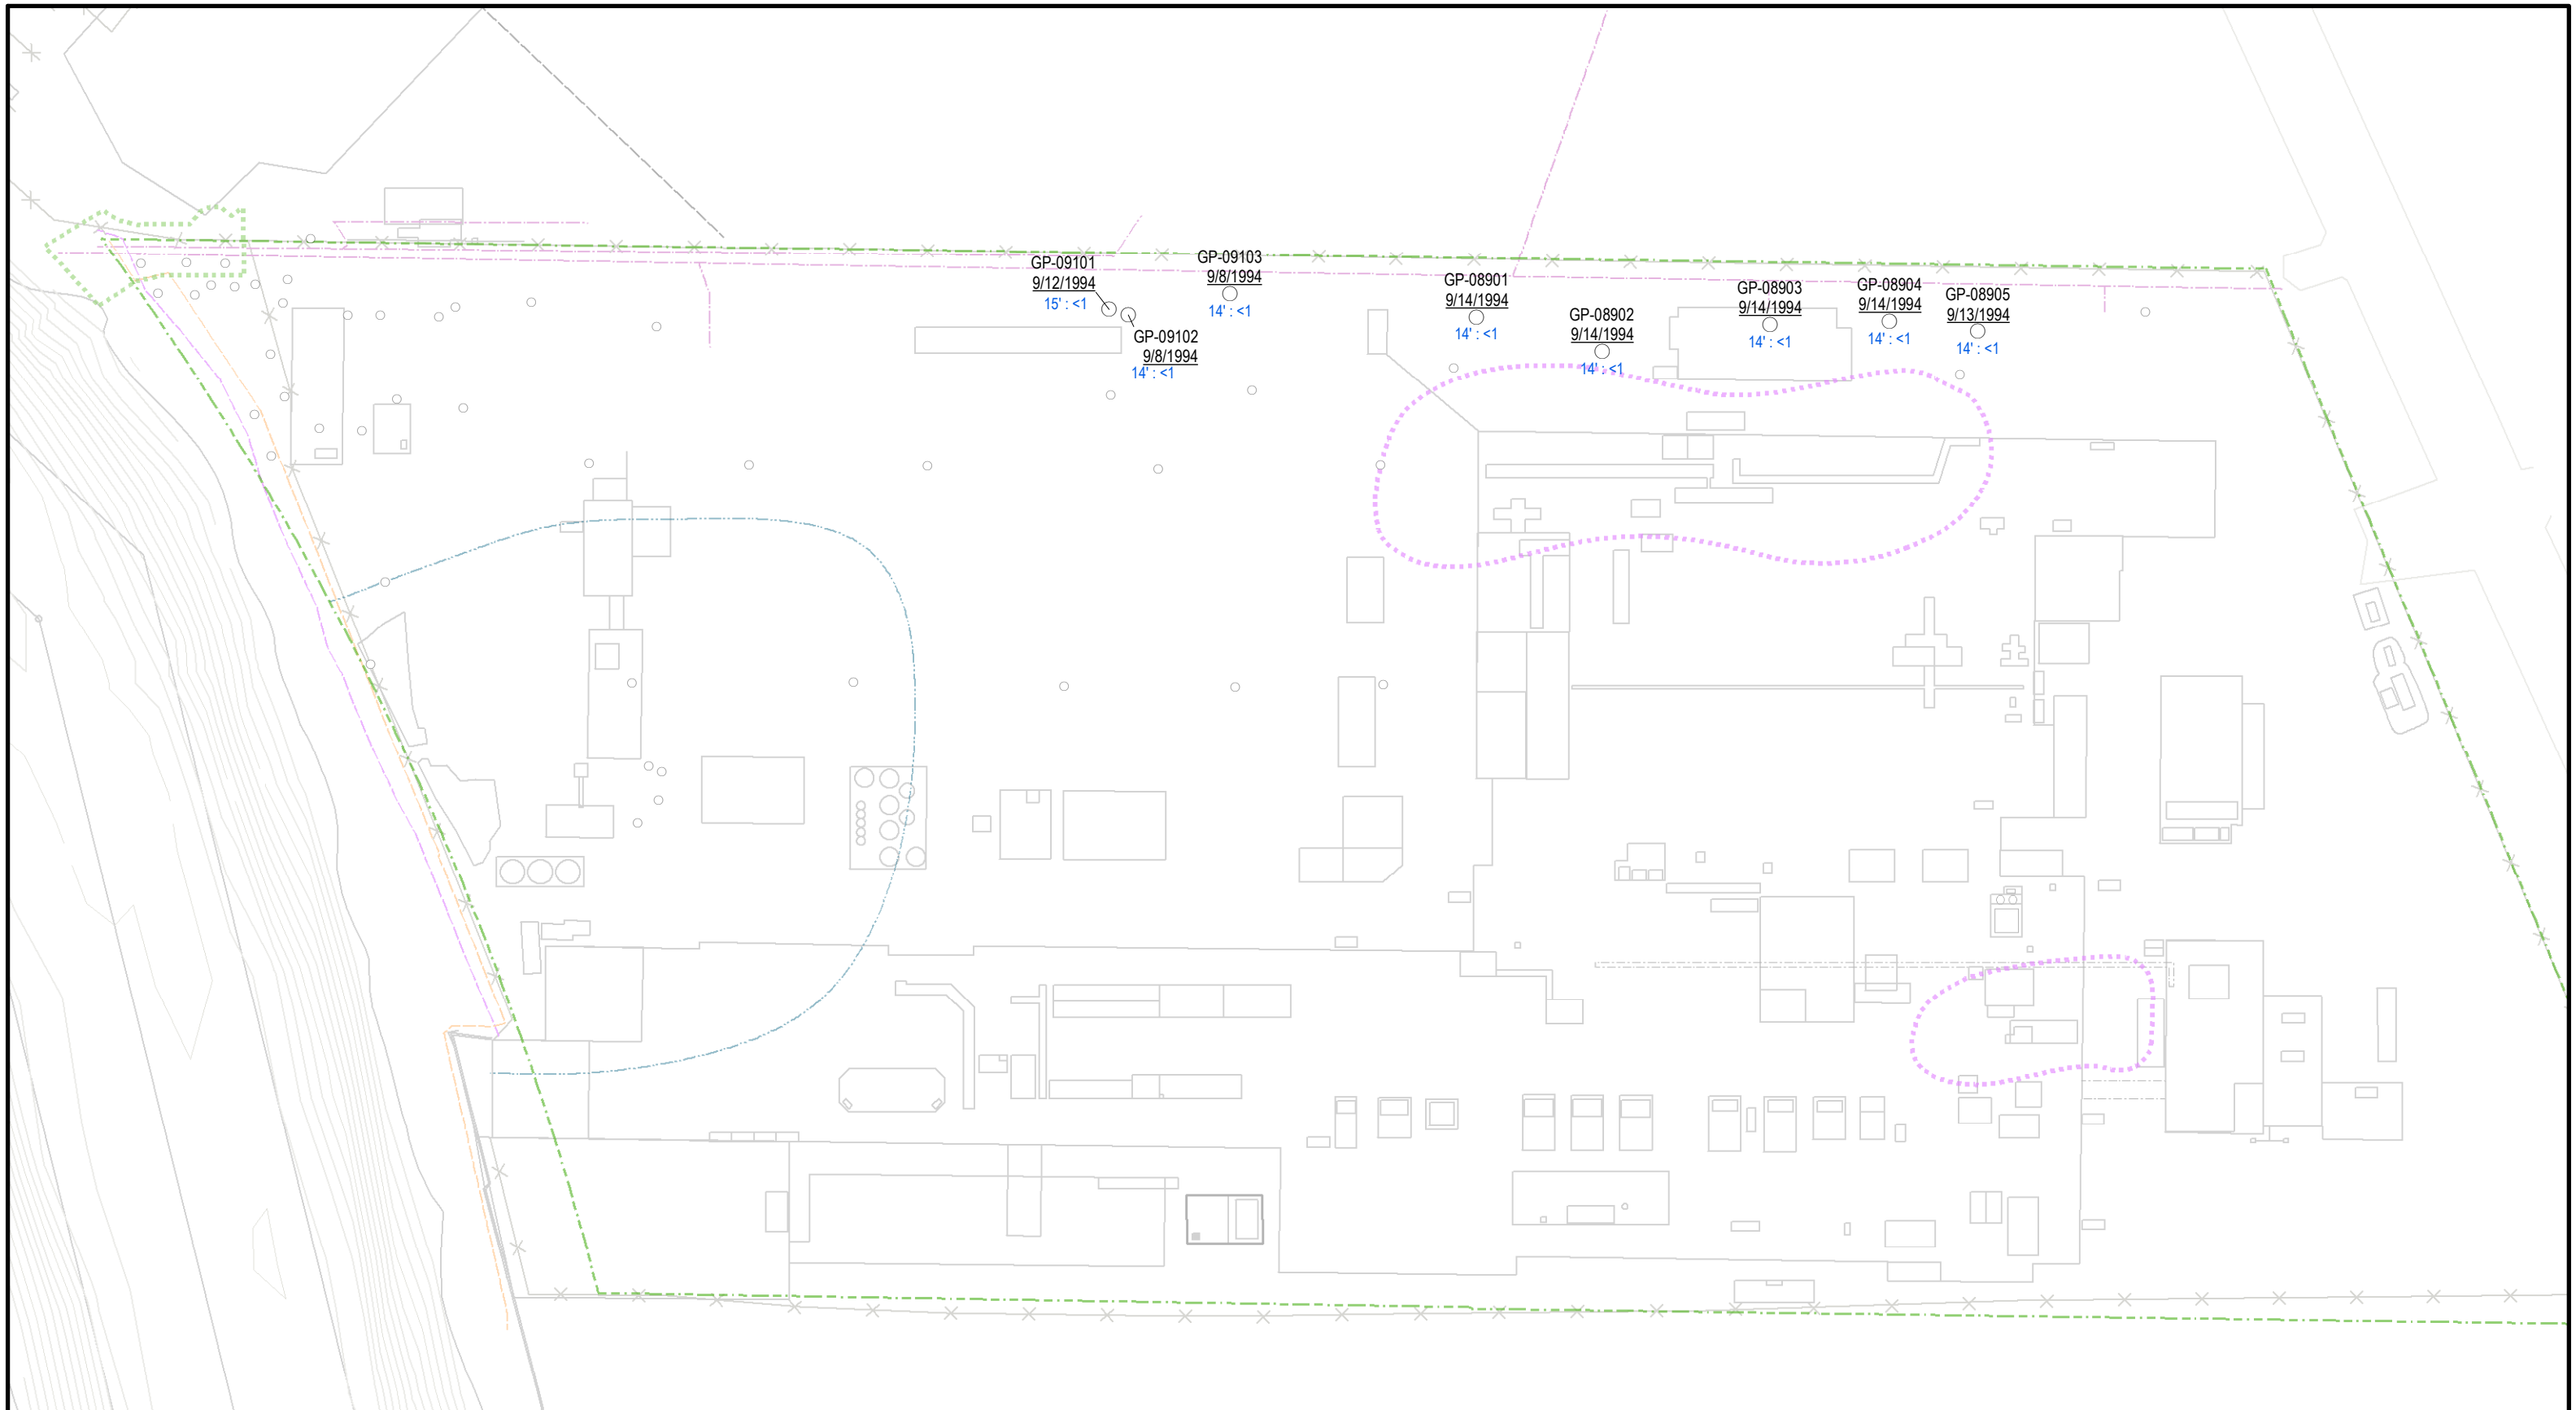 GP-09101
9/12/1994
15' : <1
GP-09102
9/8/1994
14' : <1
GP-09103
9/8/1994
14' : <1
GP-08901
9/14/1994
14' : <1
GP-08902
9/14/1994
14' : <1
GP-08903
9/14/1994
14' : <1
GP-08904
9/14/1994
14' : <1
GP-08905
9/13/1994
14' : <1